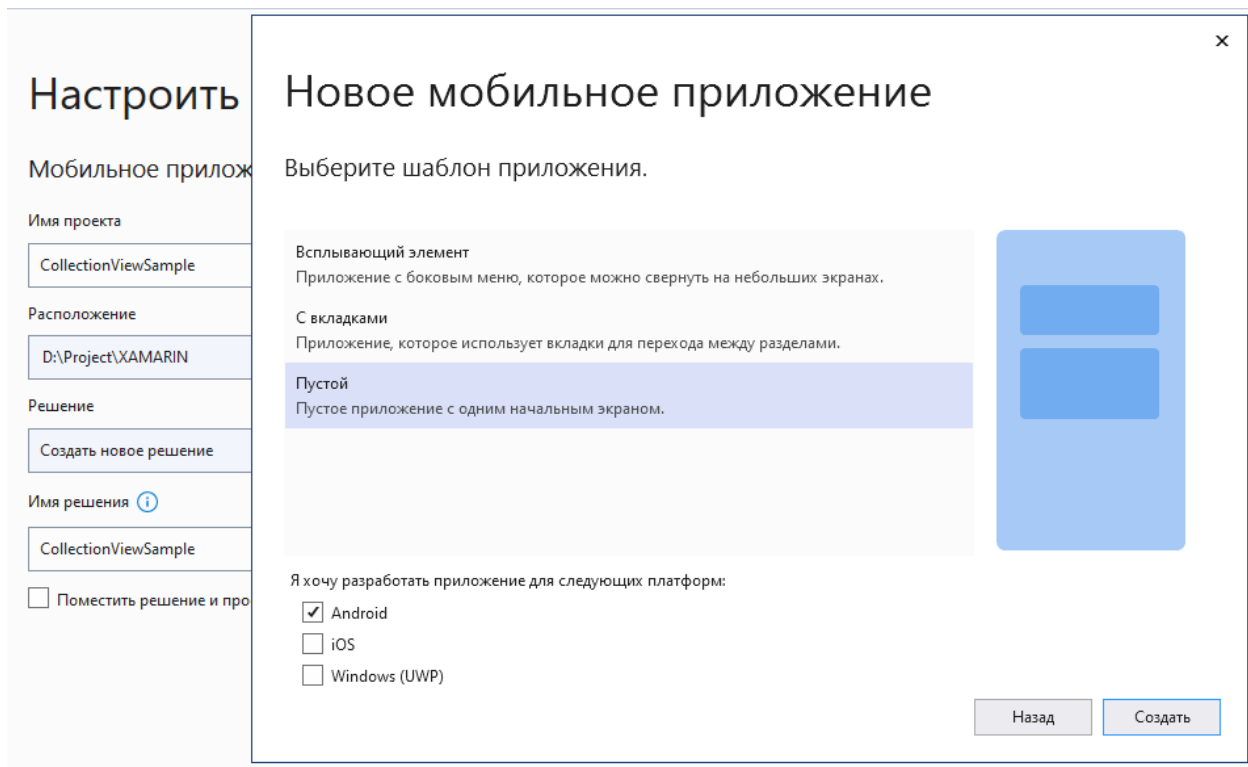 Настроить
Мобильное прилож
Имя проекта
CollectionViewSample
Расположение
D:\Project\XAMARIN
Решение
Создать новое решение
Имя решения
CollectionViewSample
Поместить решение и про
Новое мобильное приложение
Выберите шаблон приложения.
Всплывающий элемент
Приложение с боковым меню, которое можно свернуть на небольших экранах.
С вкладками
Приложение, которое использует вкладки для перехода между разделами.
Пустой
Пустое приложение с одним начальным экраном.
Я хочу разработать приложение для следующих платформ:
Android
iOS
Windows (UWP)
Назад
Создать